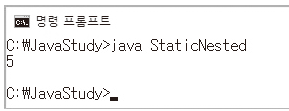 명령 프롬프트
C:₩JavaStudy>java StaticNested
5
C:₩JavaStudy>